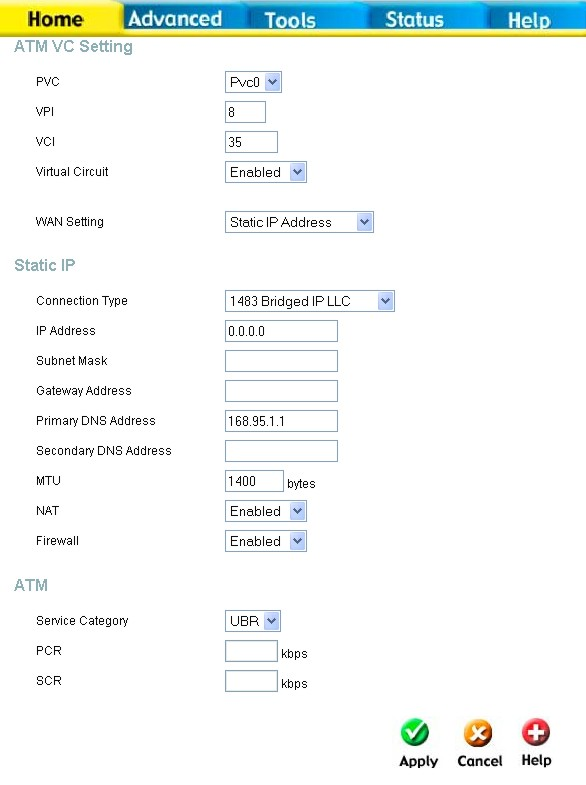 Home Advanced Tools Status Help
ATM VC Setting
PVC Pvc0
VPI 8
VCI 35
Virtual Circuit Enabled
WAN Setting Static IP Address
Static IP
Connection Type 1483 Bridged IP LLC
IP Address 0.0.0.0
Subnet Mask
Gateway Address
Primary DNS Address 168.95.1.1
Secondary DNS Address
MTU 1400 bytes
NAT Enabled
Firewall Enabled
ATM
Service Category UBR
PCR kbps
SCR kbps
Apply Cancel Help